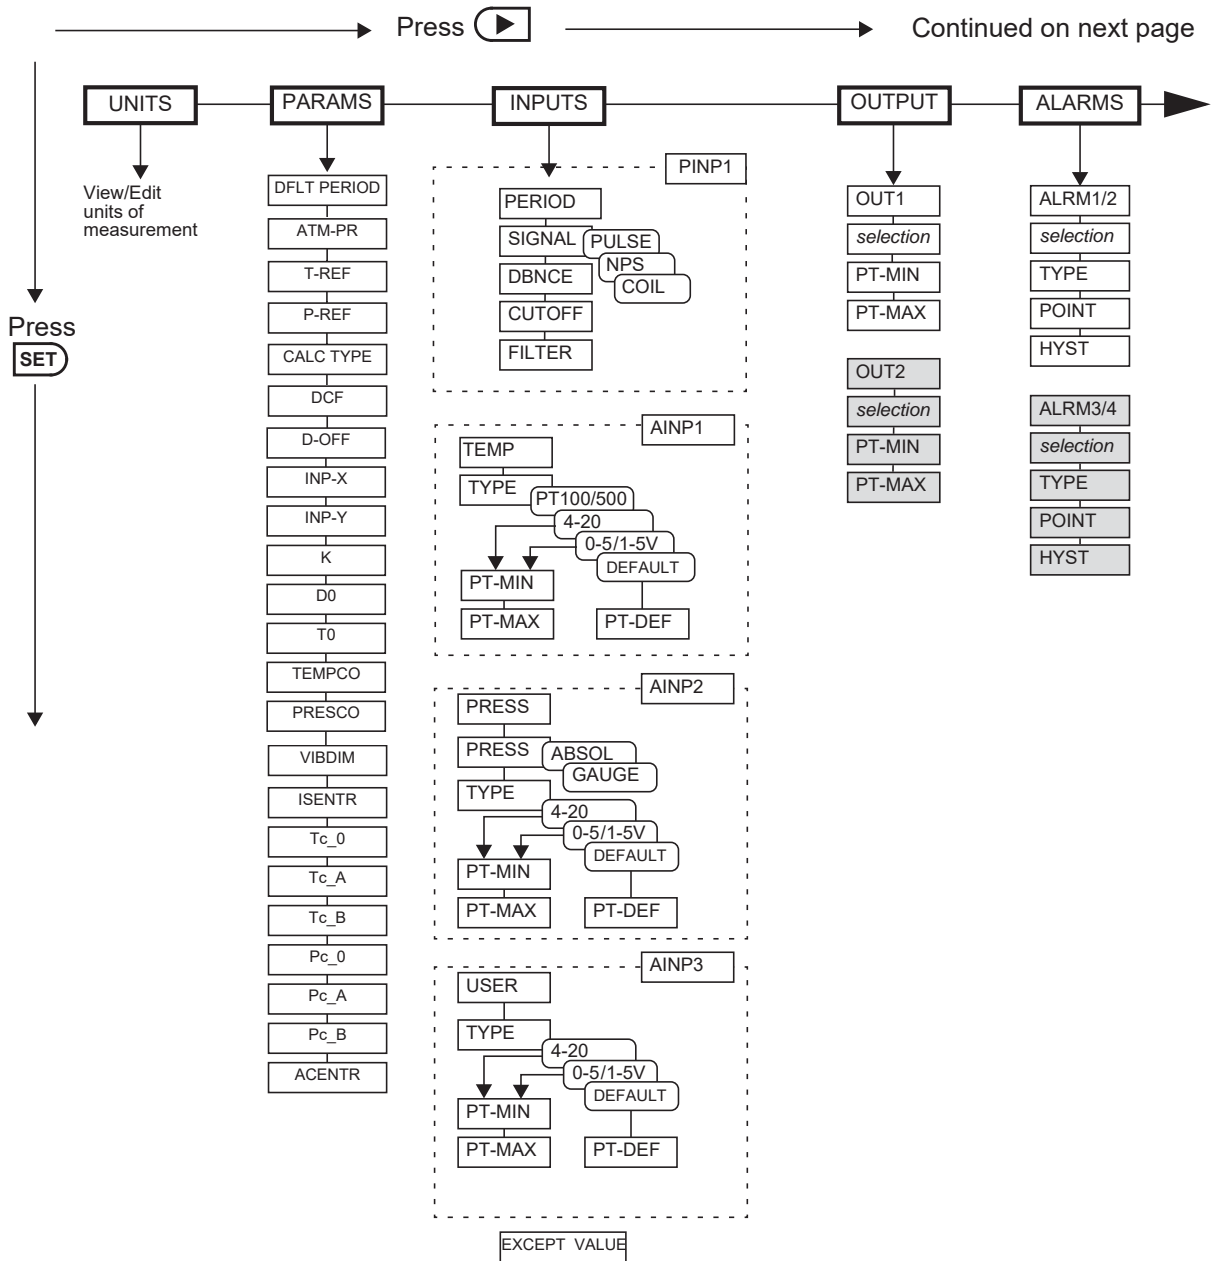 Press
Continued on next page
Press
SET
UNITS
PARAMS
INPUTS
OUTPUT
ALARMS
View/Edit
units of
measurement
DFLT PERIOD
ATM-PR
T-REF
P-REF
CALC TYPE
DCF
D-OFF
INP-X
INP-Y
K
D0
T0
TEMPCO
PRESCO
VIBDIM
ISENTR
Tc_0
Tc_A
Tc_B
Pc_0
Pc_A
Pc_B
ACENTR
PINP1
PERIOD
SIGNAL
PULSE
NPS
COIL
DBNCE
CUTOFF
FILTER
AINP1
TEMP
TYPE
PT100/500
4-20
0-5/1-5V
DEFAULT
PT-MIN
PT-MAX
PT-DEF
AINP2
PRESS
PRESS
ABSOL
GAUGE
TYPE
4-20
0-5/1-5V
DEFAULT
PT-MIN
PT-MAX
PT-DEF
AINP3
USER
TYPE
4-20
0-5/1-5V
DEFAULT
PT-MIN
PT-MAX
PT-DEF
EXCEPT VALUE
OUT1
selection
PT-MIN
PT-MAX
OUT2
selection
PT-MIN
PT-MAX
ALRM1/2
selection
TYPE
POINT
HYST
ALRM3/4
selection
TYPE
POINT
HYST